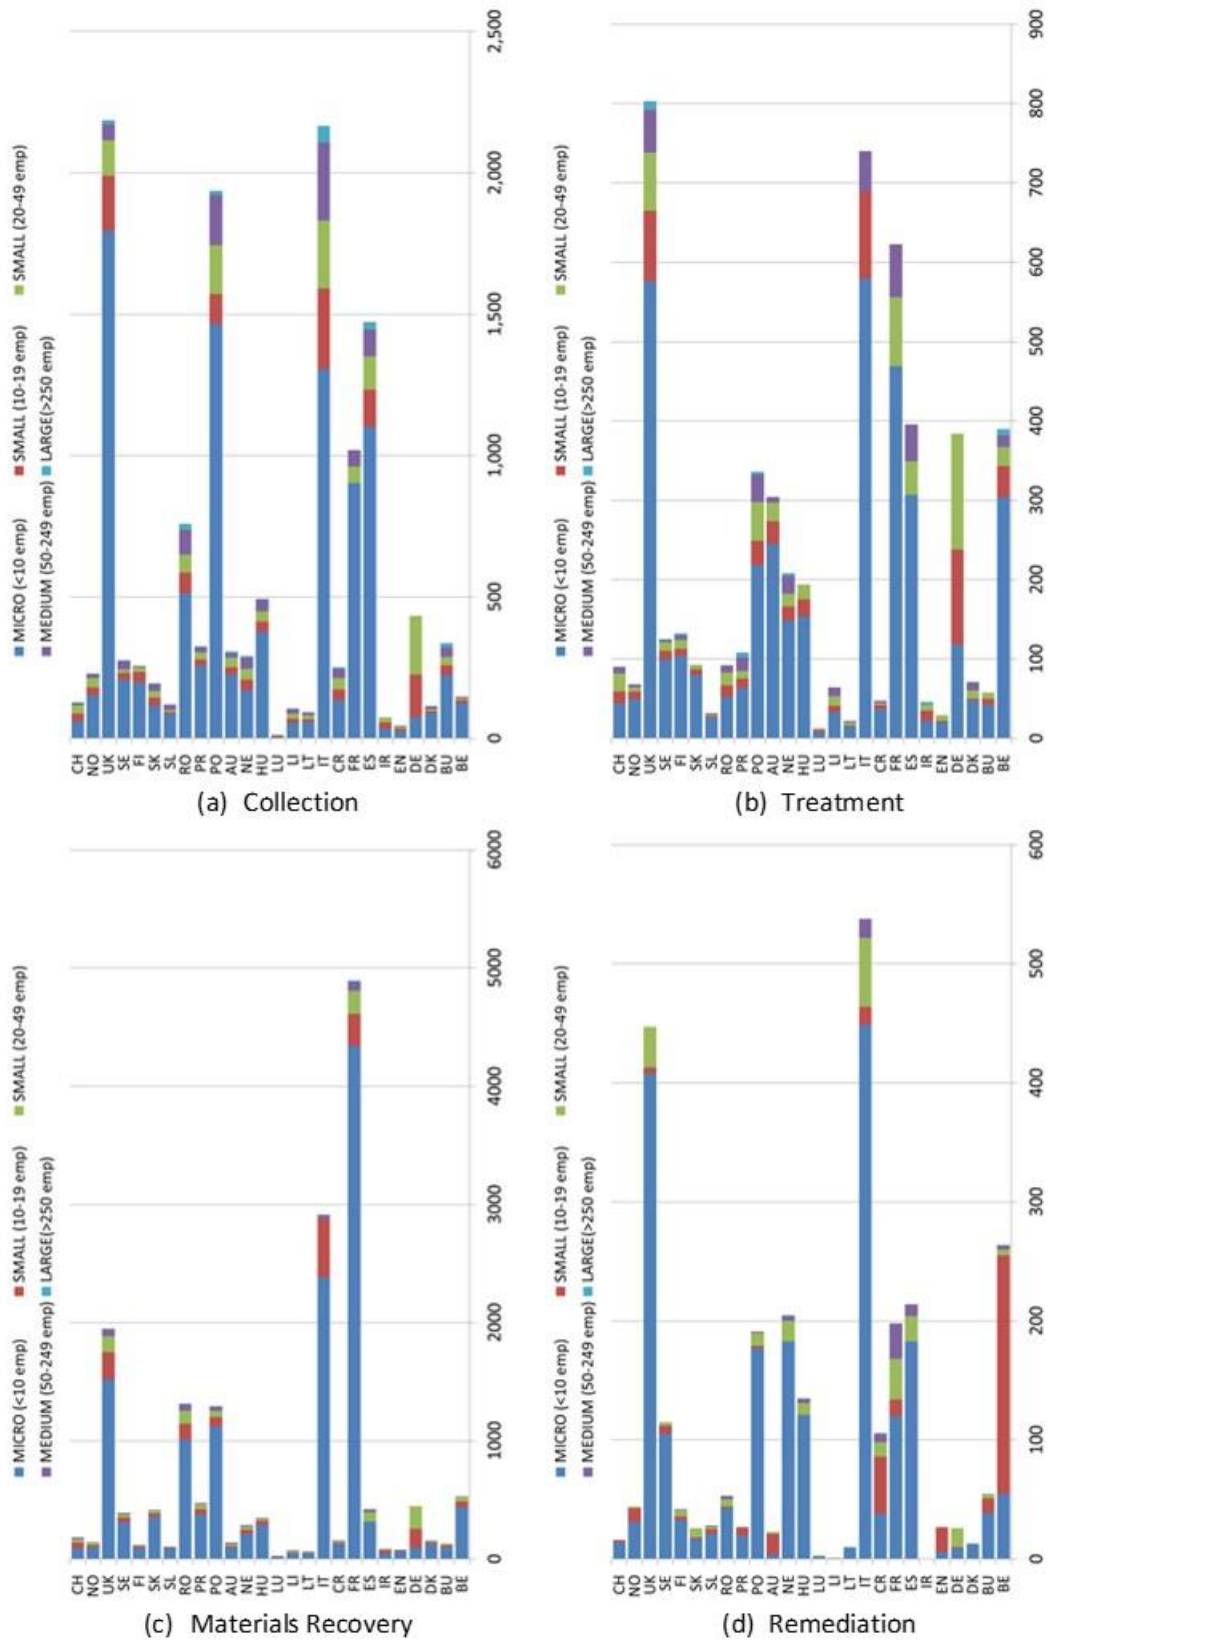 MICRO (<10 emp) SMALL (10-19 emp) SMALL (20-49 emp)
MEDIUM (50-249 emp) LARGE(>250 emp)
2,500
2,000
1,500
1,000
500
0
CH NO UK SE FI SK SL RO PR PO AU NE HU LU LI LT IT CR FR ES IR EN DE DK BU BE
(a) Collection
MICRO (<10 emp) SMALL (10-19 emp) SMALL (20-49 emp)
MEDIUM (50-249 emp) LARGE(>250 emp)
900
800
700
600
500
400
300
200
100
0
CH NO UK SE FI SK SL RO PR PO AU NE HU LU LI LT IT CR FR ES IR EN DE DK BU BE
(b) Treatment
MICRO (<10 emp) SMALL (10-19 emp) SMALL (20-49 emp)
MEDIUM (50-249 emp) LARGE(>250 emp)
6000
5000
4000
3000
2000
1000
0
CH NO UK SE FI SK SL RO PR PO AU NE HU LU LI LT IT CR FR ES IR EN DE DK BU BE
(c) Materials Recovery
MICRO (<10 emp) SMALL (10-19 emp) SMALL (20-49 emp)
MEDIUM (50-249 emp) LARGE(>250 emp)
600
500
400
300
200
100
0
CH NO UK SE FI SK SL RO PR PO AU NE HU LU LI LT IT CR FR ES IR EN DE DK BU BE
(d) Remediation